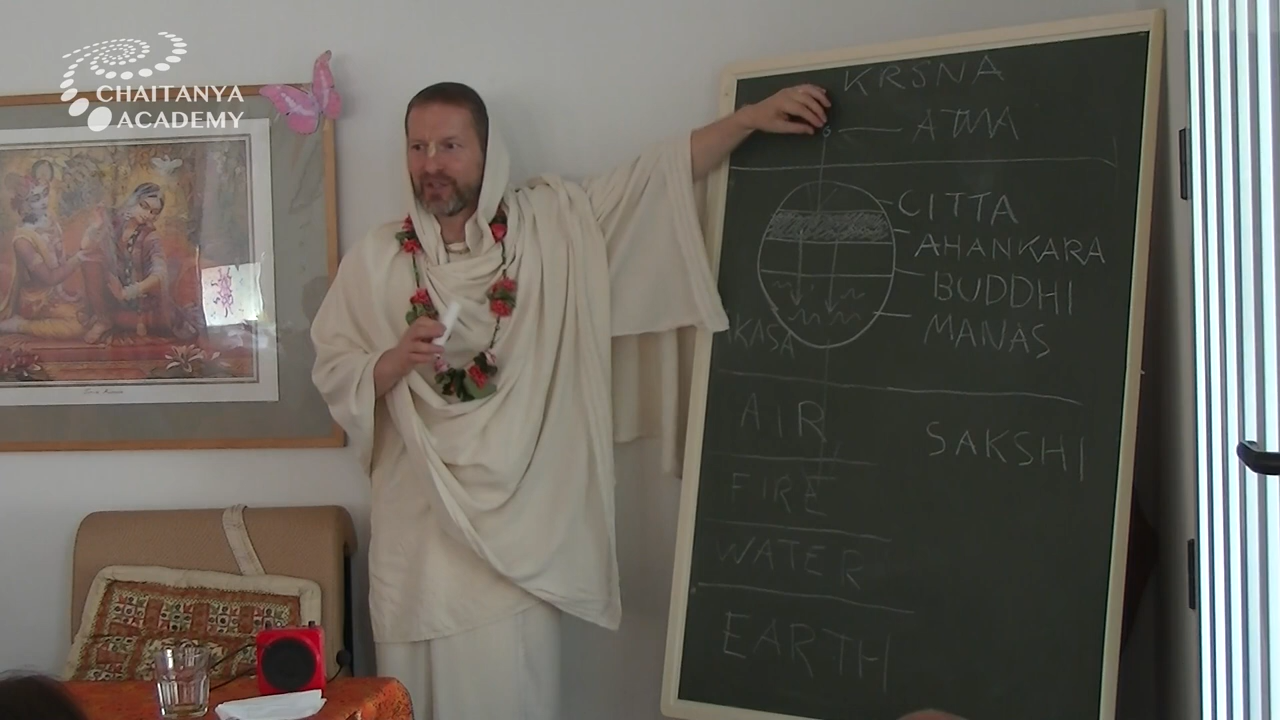 CHAITANYA
ACADEMY
KRSNA
ATMA
CITTA
AHANKARA
BUDDHI
MANAS
AKASA
AIR
SAKSHI
FIRE
WATER
EARTH